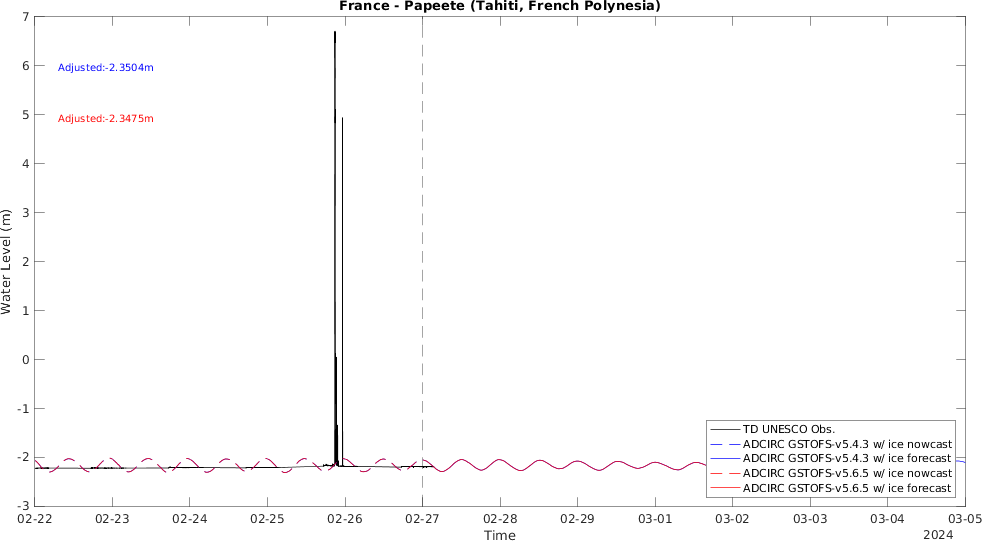 France - Papeete (Tahiti, French Polynesia)
7
6
5
4
3
2
1
0
-1
-2
-3
Water Level (m)
Adjusted:-2.3504m
Adjusted:-2.3475m
TD UNESCO Obs.
ADCIRC GSTOFS-v5.4.3 w/ ice nowcast
ADCIRC GSTOFS-v5.4.3 w/ ice forecast
ADCIRC GSTOFS-v5.6.5 w/ ice nowcast
ADCIRC GSTOFS-v5.6.5 w/ ice forecast
02-22 02-23 02-24 02-25 02-26 02-27 02-28 02-29 03-01 03-02 03-03 03-04 03-05
Time
2024